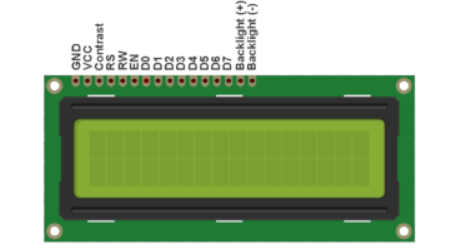 GND
VCC
Contrast
RS
RW
EN
D0
D1
D2
D3
D4
D5
D6
D7
Backlight (+)
Backlight (-)